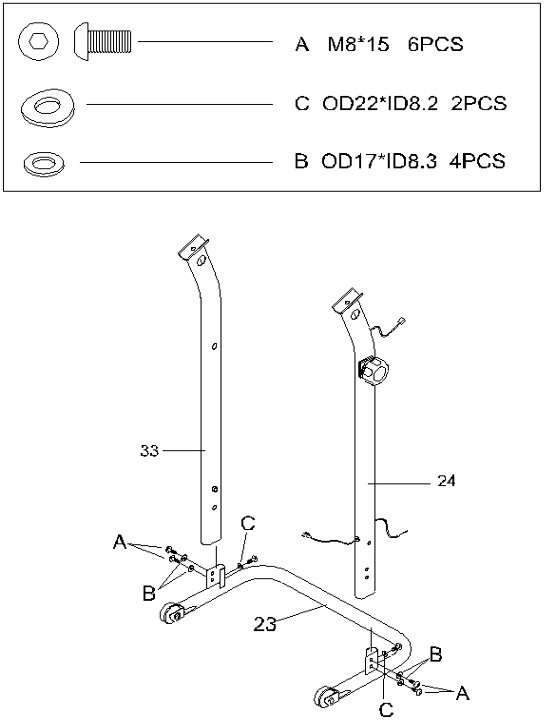 A M8*15 6PCS
C OD22*ID8.2 2PCS
B OD17*ID8.3 4PCS
33
24
C
A
B
23
B
A
C